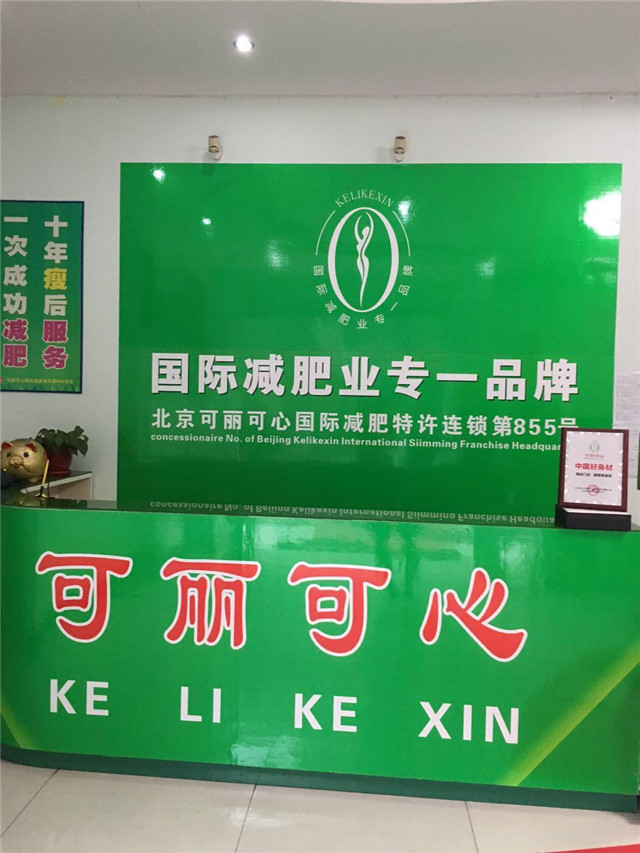 十年瘦后服务
一次成功减肥
KELIKEXIN
国际减肥业专一品牌
国际减肥业专一品牌
北京可丽可心国际减肥特许连锁第855号
concessionaire No. of Beijing Kelikexin International Siimming Franchise Headquar
中国好身材
可丽可心
KE LI KE XIN